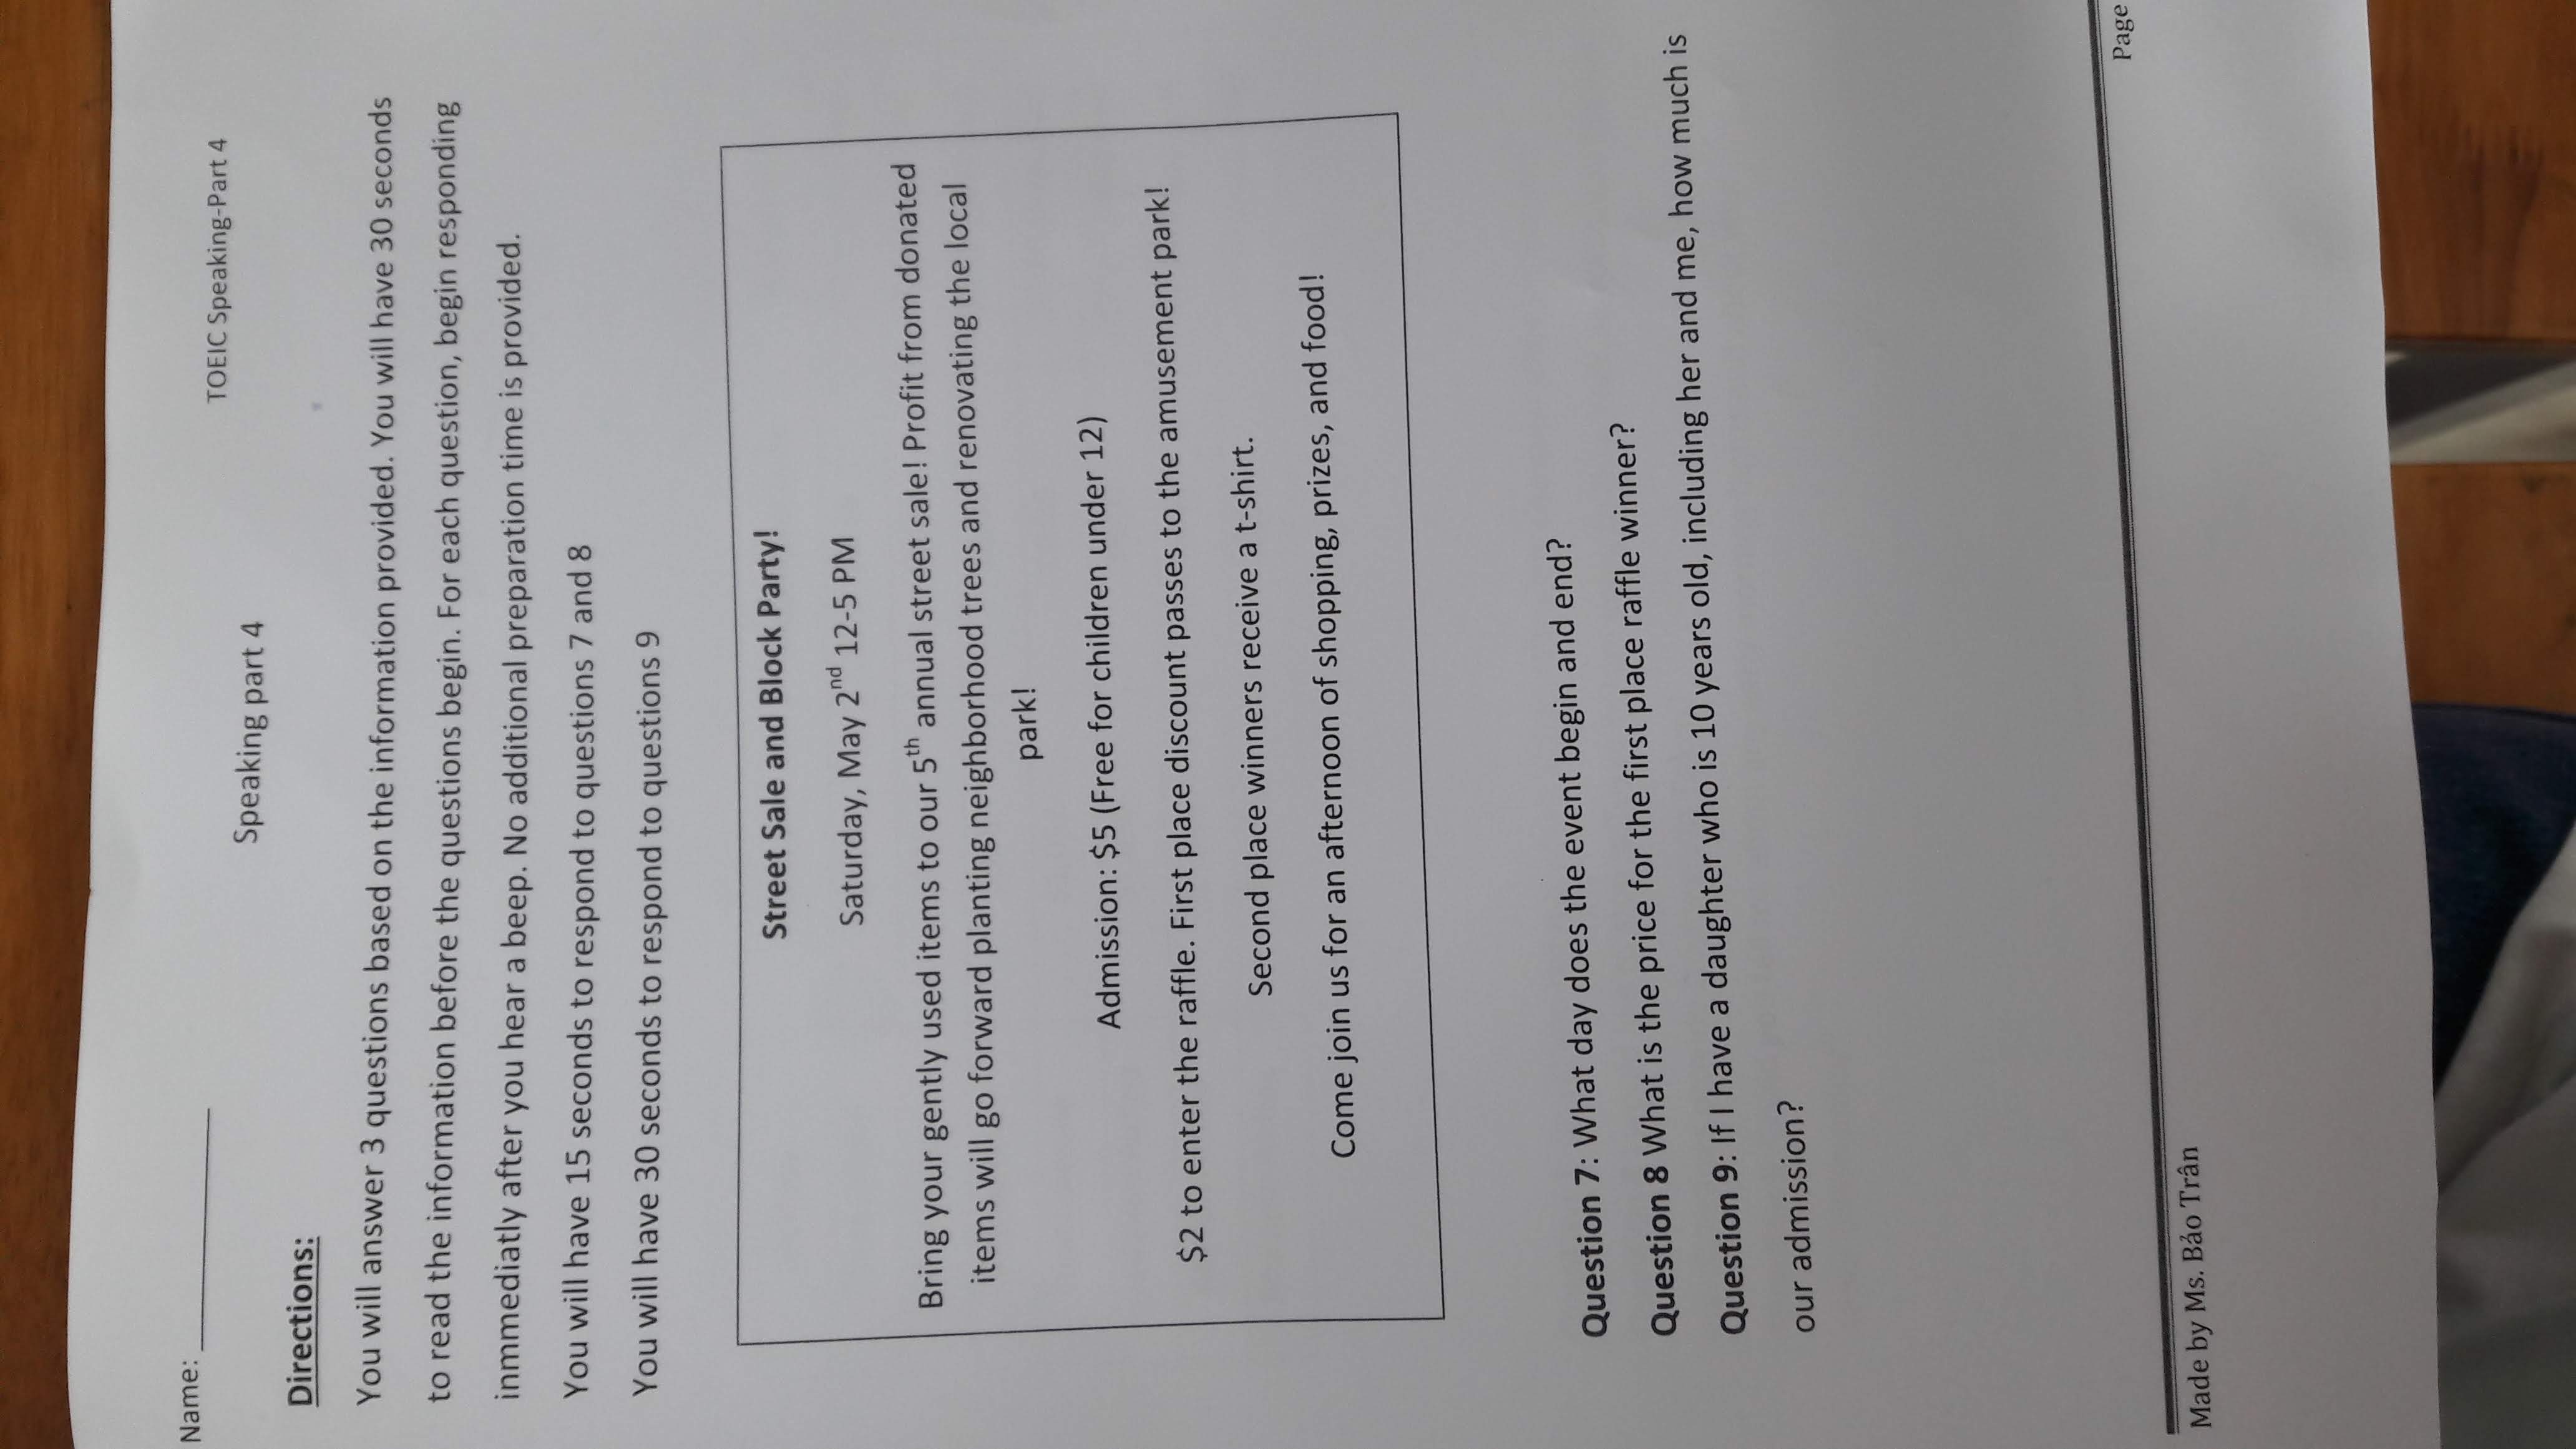 Name: _______________
TOEIC Speaking-Part 4
Speaking part 4
Directions:
You will answer 3 questions based on the information provided. You will have 30 seconds
to read the information before the questions begin. For each question, begin responding
inmmediatly after you hear a beep. No additional preparation time is provided.
You will have 15 seconds to respond to questions 7 and 8
You will have 30 seconds to respond to questions 9
Street Sale and Block Party!
Saturday, May 2nd 12-5 PM
Bring your gently used items to our 5th annual street sale! Profit from donated
items will go forward planting neighborhood trees and renovating the local
park!
Admission: $5 (Free for children under 12)
$2 to enter the raffle. First place discount passes to the amusement park!
Second place winners receive a t-shirt.
Come join us for an afternoon of shopping, prizes, and food!
Question 7: What day does the event begin and end?
Question 8 What is the price for the first place raffle winner?
Question 9: If I have a daughter who is 10 years old, including her and me, how much is
our admission?
Page
Made by Ms. Bảo Trân